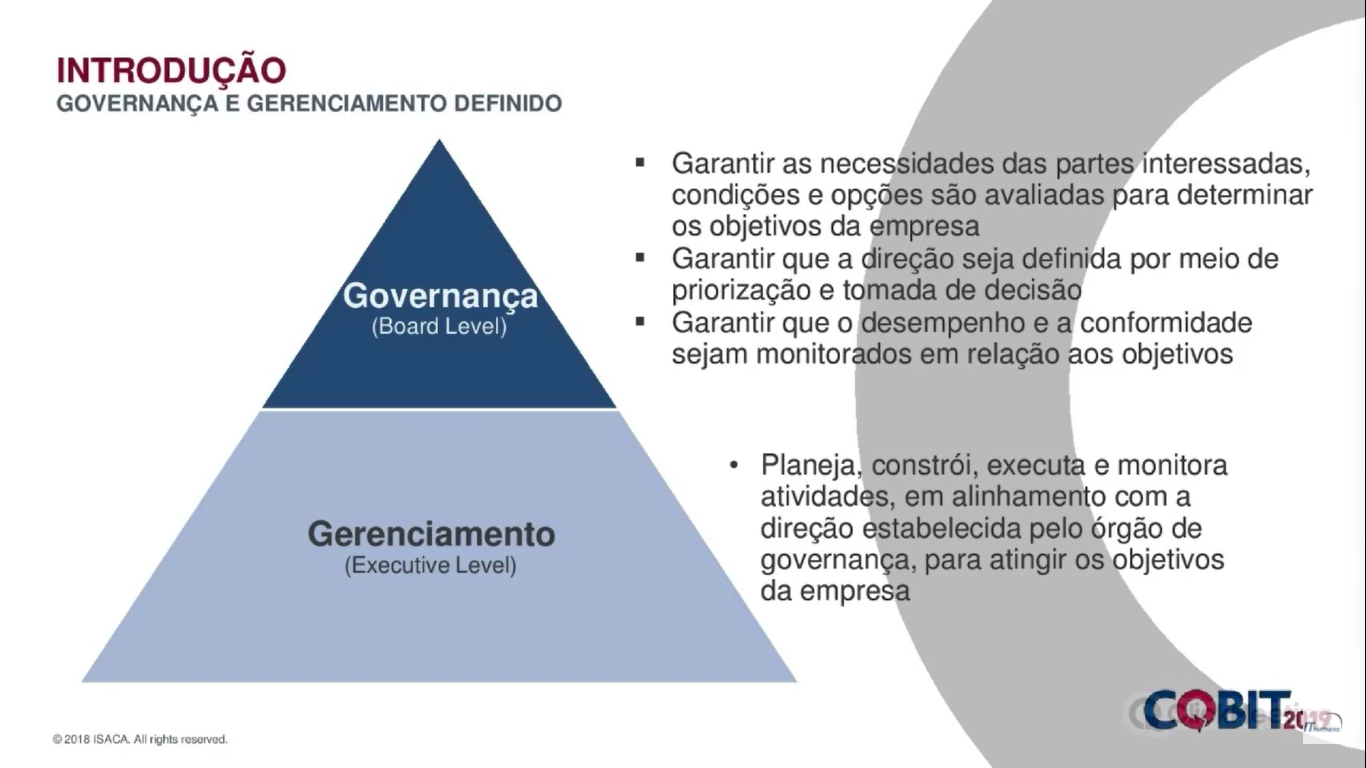 INTRODUÇÃO
GOVERNANÇA E GERENCIAMENTO DEFINIDO
Governança
(Board Level)
▪ Garantir as necessidades das partes interessadas,
condições e opções são avaliadas para determinar
os objetivos da empresa
▪ Garantir que a direção seja definida por meio de
priorização e tomada de decisão
▪ Garantir que o desempenho e a conformidade
sejam monitorados em relação aos objetivos
Gerenciamento
(Executive Level)
• Planeja, constrói, executa e monitora
atividades, em alinhamento com a
direção estabelecida pelo órgão de
governança, para atingir os objetivos
da empresa
© 2018 ISACA. All rights reserved.
COBIT 2019